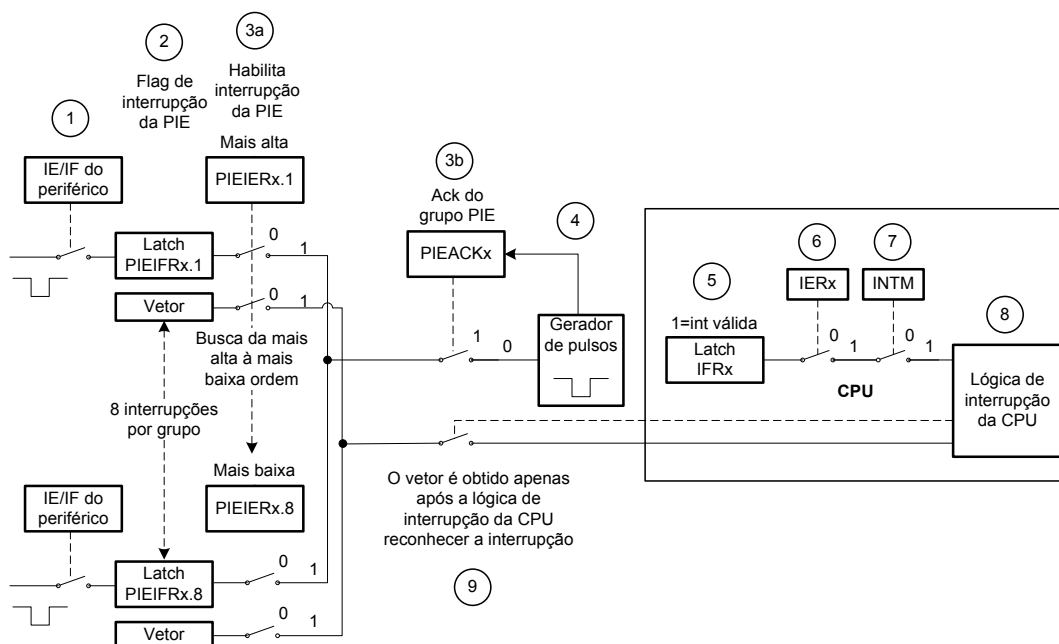 1
IE/IF do
periférico
2
Flag de
interrupção
da PIE
3a
Habilita
interrupção
da PIE
Mais alta
PIEIERx.1
0
1
Latch
PIEIFRx.1
Vetor
0
1
Busca da mais
alta à mais
baixa ordem
8 interrupções
por grupo
Mais baixa
PIEIERx.8
IE/IF do
periférico
Latch
PIEIFRx.8
0
1
Vetor
0
1
3b
Ack do
grupo PIE
PIEACKx
1
0
4
Gerador
de pulsos
5
1=int válida
Latch
IFRx
6
IERx
0
1
7
INTM
0
1
CPU
8
Lógica de
interrupção
da CPU
O vetor é obtido apenas
após a lógica de
interrupção da CPU
reconhecer a interrupção
9